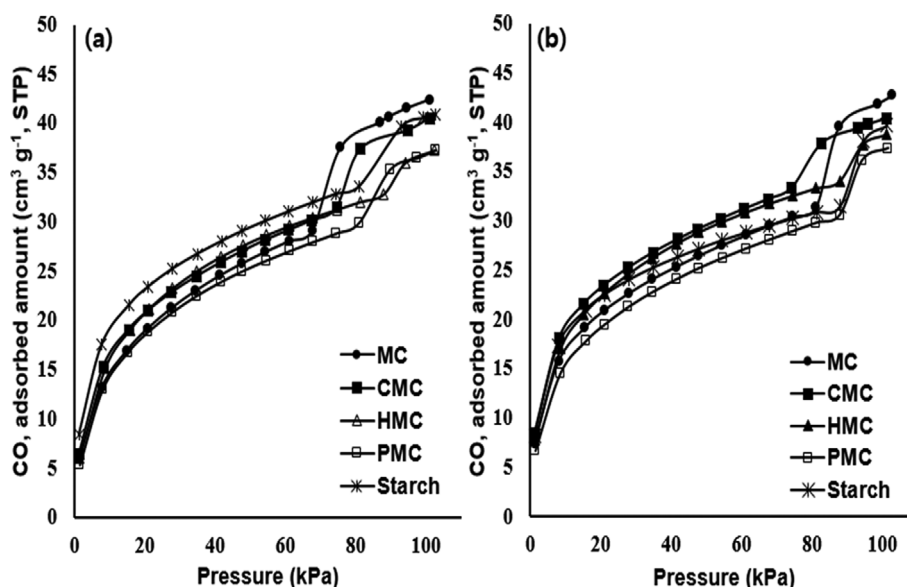 (a)
CO, adsorbed amount (cm³ g⁻¹, STP)
50
45
40
35
30
25
20
15
10
5
0
0 20 40 60 80 100
Pressure (kPa)
MC
CMC
HMC
PMC
Starch
(b)
CO, adsorbed amount (cm³ g⁻¹, STP)
50
45
40
35
30
25
20
15
10
5
0
0 20 40 60 80 100
Pressure (kPa)
MC
CMC
HMC
PMC
Starch